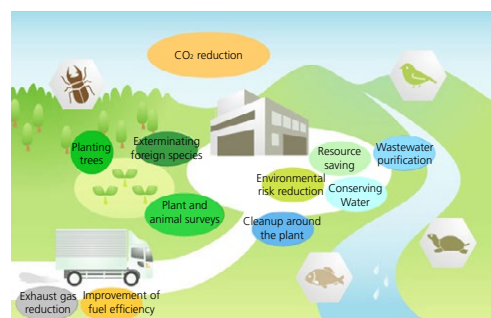 CO₂ reduction
Planting
trees
Exterminating
foreign species
Resource
saving
Wastewater
purification
Environmental
risk reduction
Conserving
Water
Plant and
animal surveys
Cleanup around
the plant
Exhaust gas
reduction
Improvement of
fuel efficiency